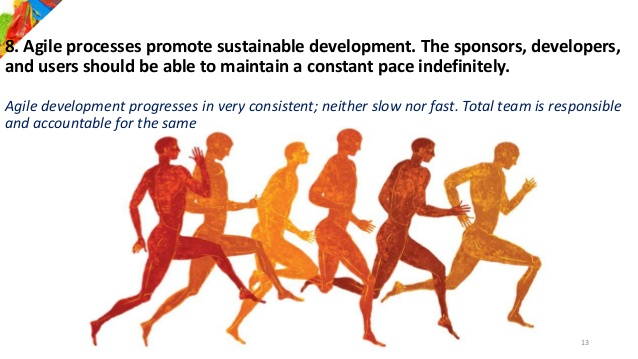 8. Agile processes promote sustainable development. The sponsors, developers,
and users should be able to maintain a constant pace indefinitely.
Agile development progresses in very consistent; neither slow nor fast. Total team is responsible
and accountable for the same
13